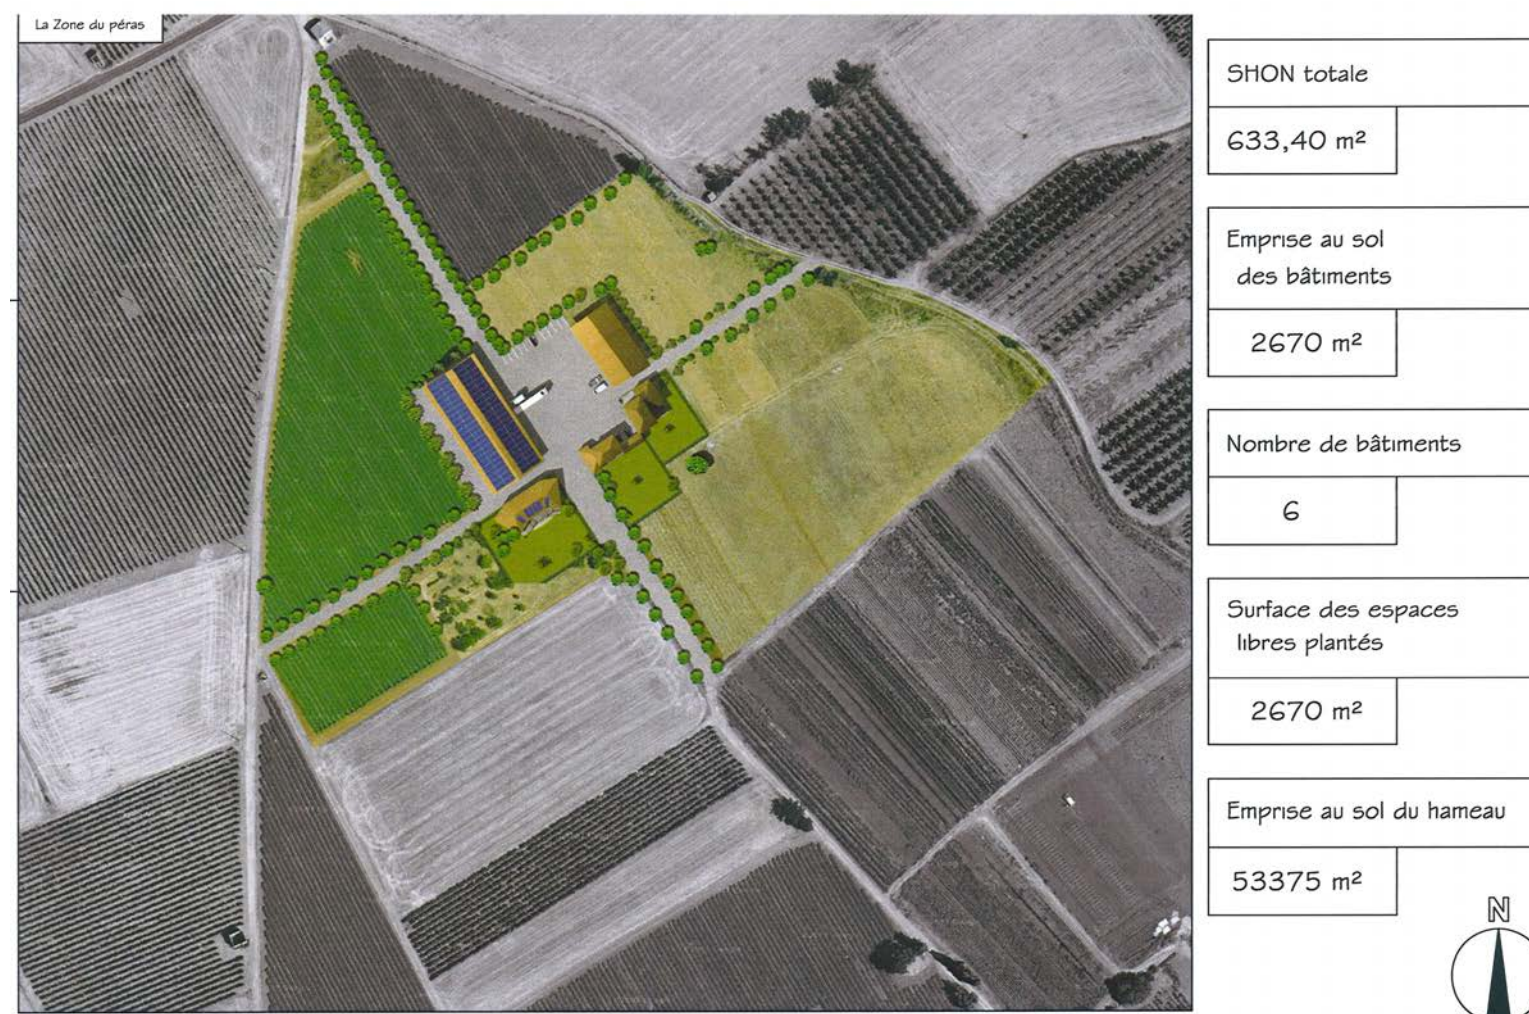 La Zone du péras
SHON totale
633,40 m²
Emprise au sol
des bâtiments
2670 m²
Nombre de bâtiments
6
Surface des espaces
libres plantés
2670 m²
Emprise au sol du hameau
53375 m²
N